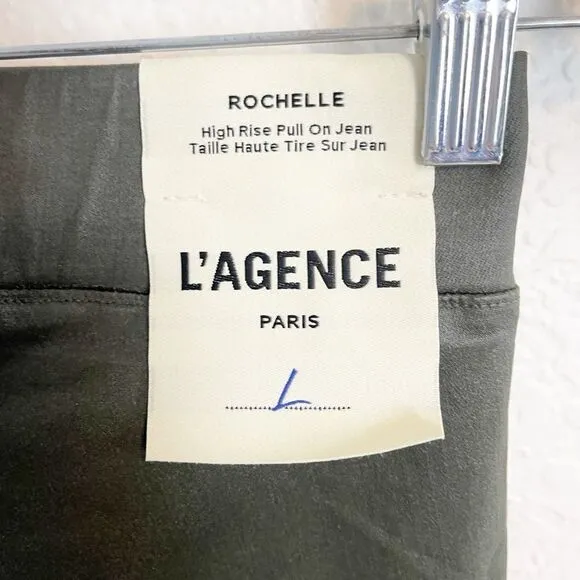 ROCHELLE
High Rise Pull On Jean
Taille Haute Tire Sur Jean
L'AGENCE
PARIS
L